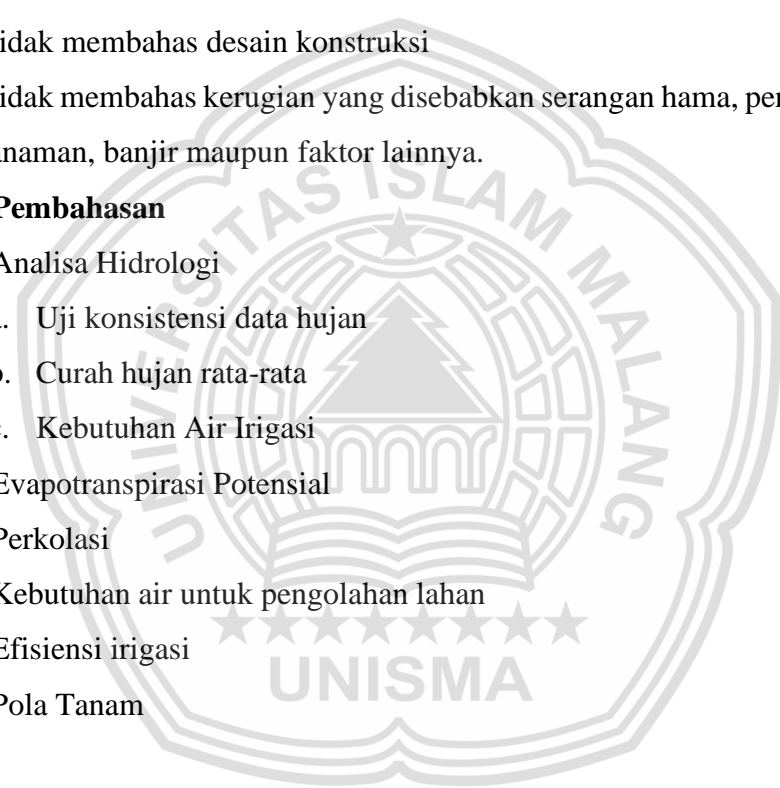 idak membahas desain konstruksi
idak membahas kerugian yang disebabkan serangan hama, per
anaman, banjir maupun faktor lainnya.
Pembahasan
Analisa Hidrologi
a. Uji konsistensi data hujan
b. Curah hujan rata-rata
c. Kebutuhan Air Irigasi
Evapotranspirasi Potensial
Perkolasi
Kebutuhan air untuk pengolahan lahan
Efisiensi irigasi
Pola Tanam
UNIVERSITAS ISLAM MALANG
UNISMA